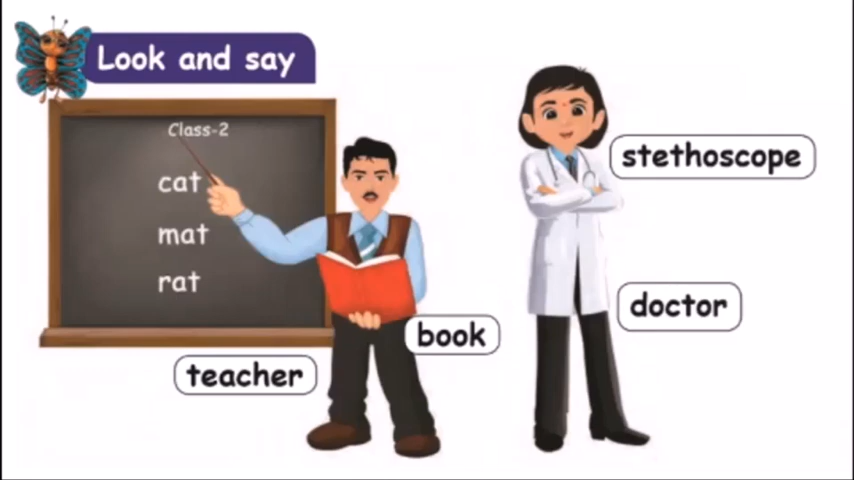 Look and say
Class-2
cat
mat
rat
teacher
book
stethoscope
doctor